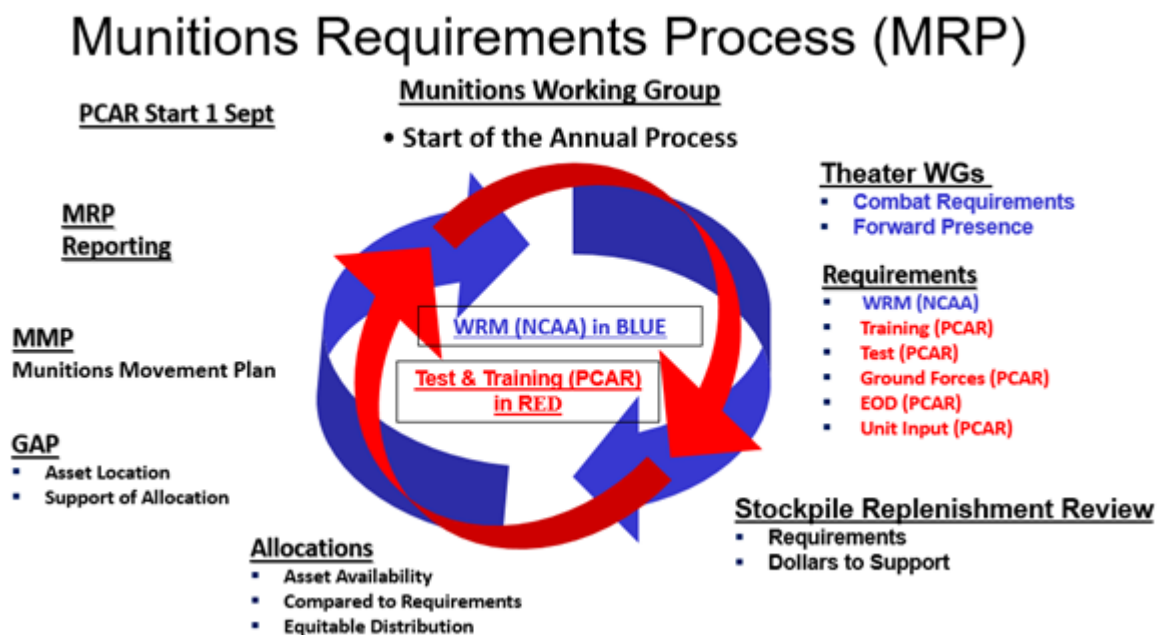 Munitions Requirements Process (MRP)
Munitions Working Group
PCAR Start 1 Sept
• Start of the Annual Process
Theater WGs
▪ Combat Requirements
▪ Forward Presence
MRP
Reporting
Requirements
▪ WRM (NCAA)
▪ Training (PCAR)
▪ Test (PCAR)
▪ Ground Forces (PCAR)
▪ EOD (PCAR)
▪ Unit Input (PCAR)
WRM (NCAA) in BLUE
Test & Training (PCAR)
in RED
MMP
Munitions Movement Plan
GAP
▪ Asset Location
▪ Support of Allocation
Stockpile Replenishment Review
▪ Requirements
▪ Dollars to Support
Allocations
▪ Asset Availability
▪ Compared to Requirements
▪ Equitable Distribution